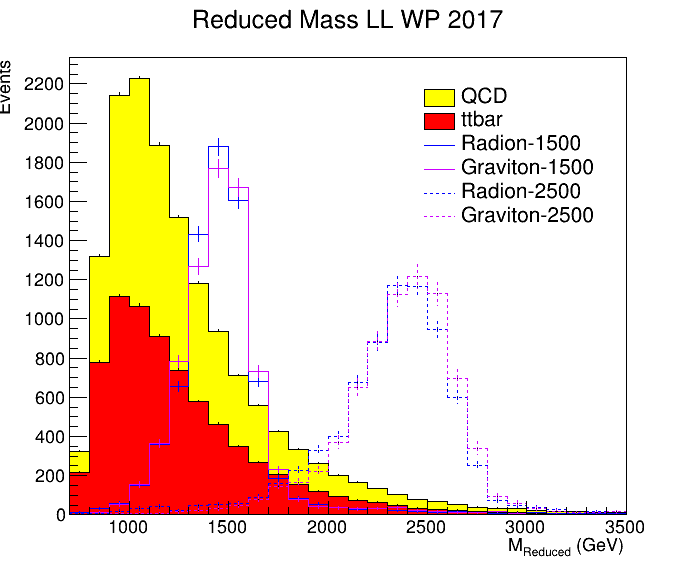 Reduced Mass LL WP 2017
Events
2200
2000
1800
1600
1400
1200
1000
800
600
400
200
0
QCD
ttbar
Radion-1500
Graviton-1500
Radion-2500
Graviton-2500
1000 1500 2000 2500 3000 3500
M_Reduced (GeV)